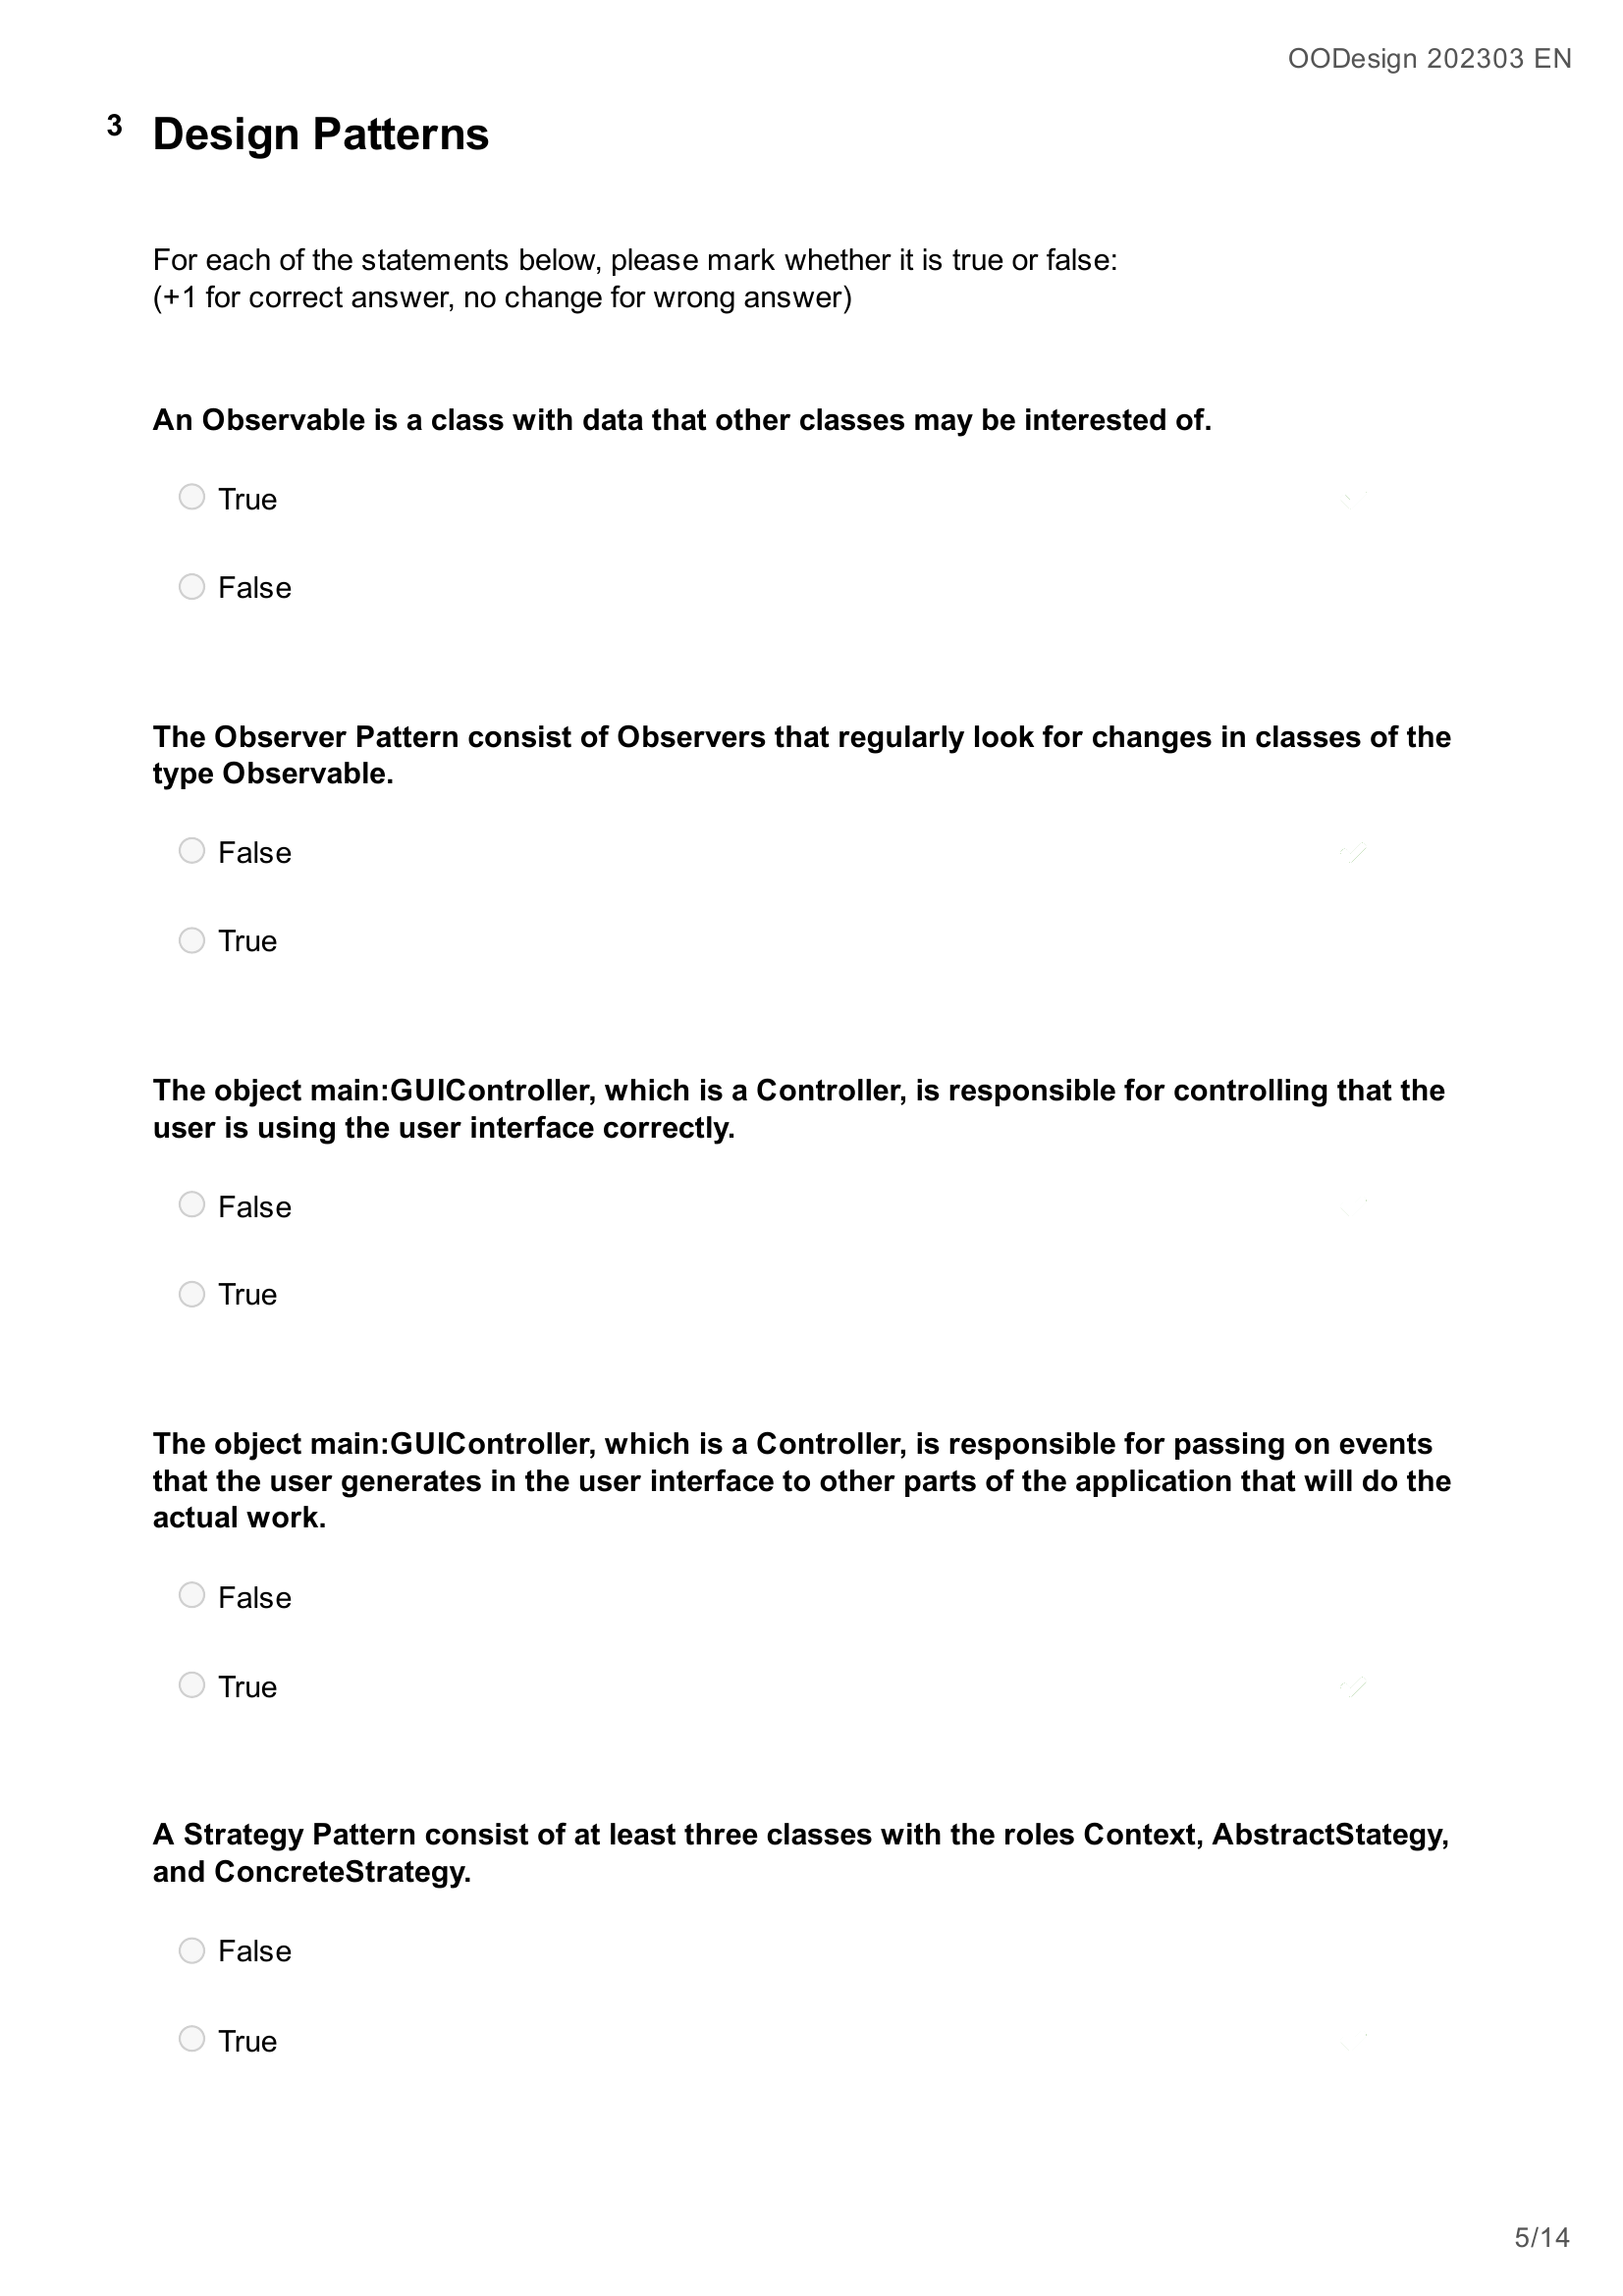 OODesign 202303 EN
3 Design Patterns
For each of the statements below, please mark whether it is true or false:
(+1 for correct answer, no change for wrong answer)
An Observable is a class with data that other classes may be interested of.
True
False
The Observer Pattern consist of Observers that regularly look for changes in classes of the
type Observable.
False
True
The object main:GUIController, which is a Controller, is responsible for controlling that the
user is using the user interface correctly.
False
True
The object main:GUIController, which is a Controller, is responsible for passing on events
that the user generates in the user interface to other parts of the application that will do the
actual work.
False
True
A Strategy Pattern consist of at least three classes with the roles Context, AbstractStategy,
and ConcreteStrategy.
False
True
5/14